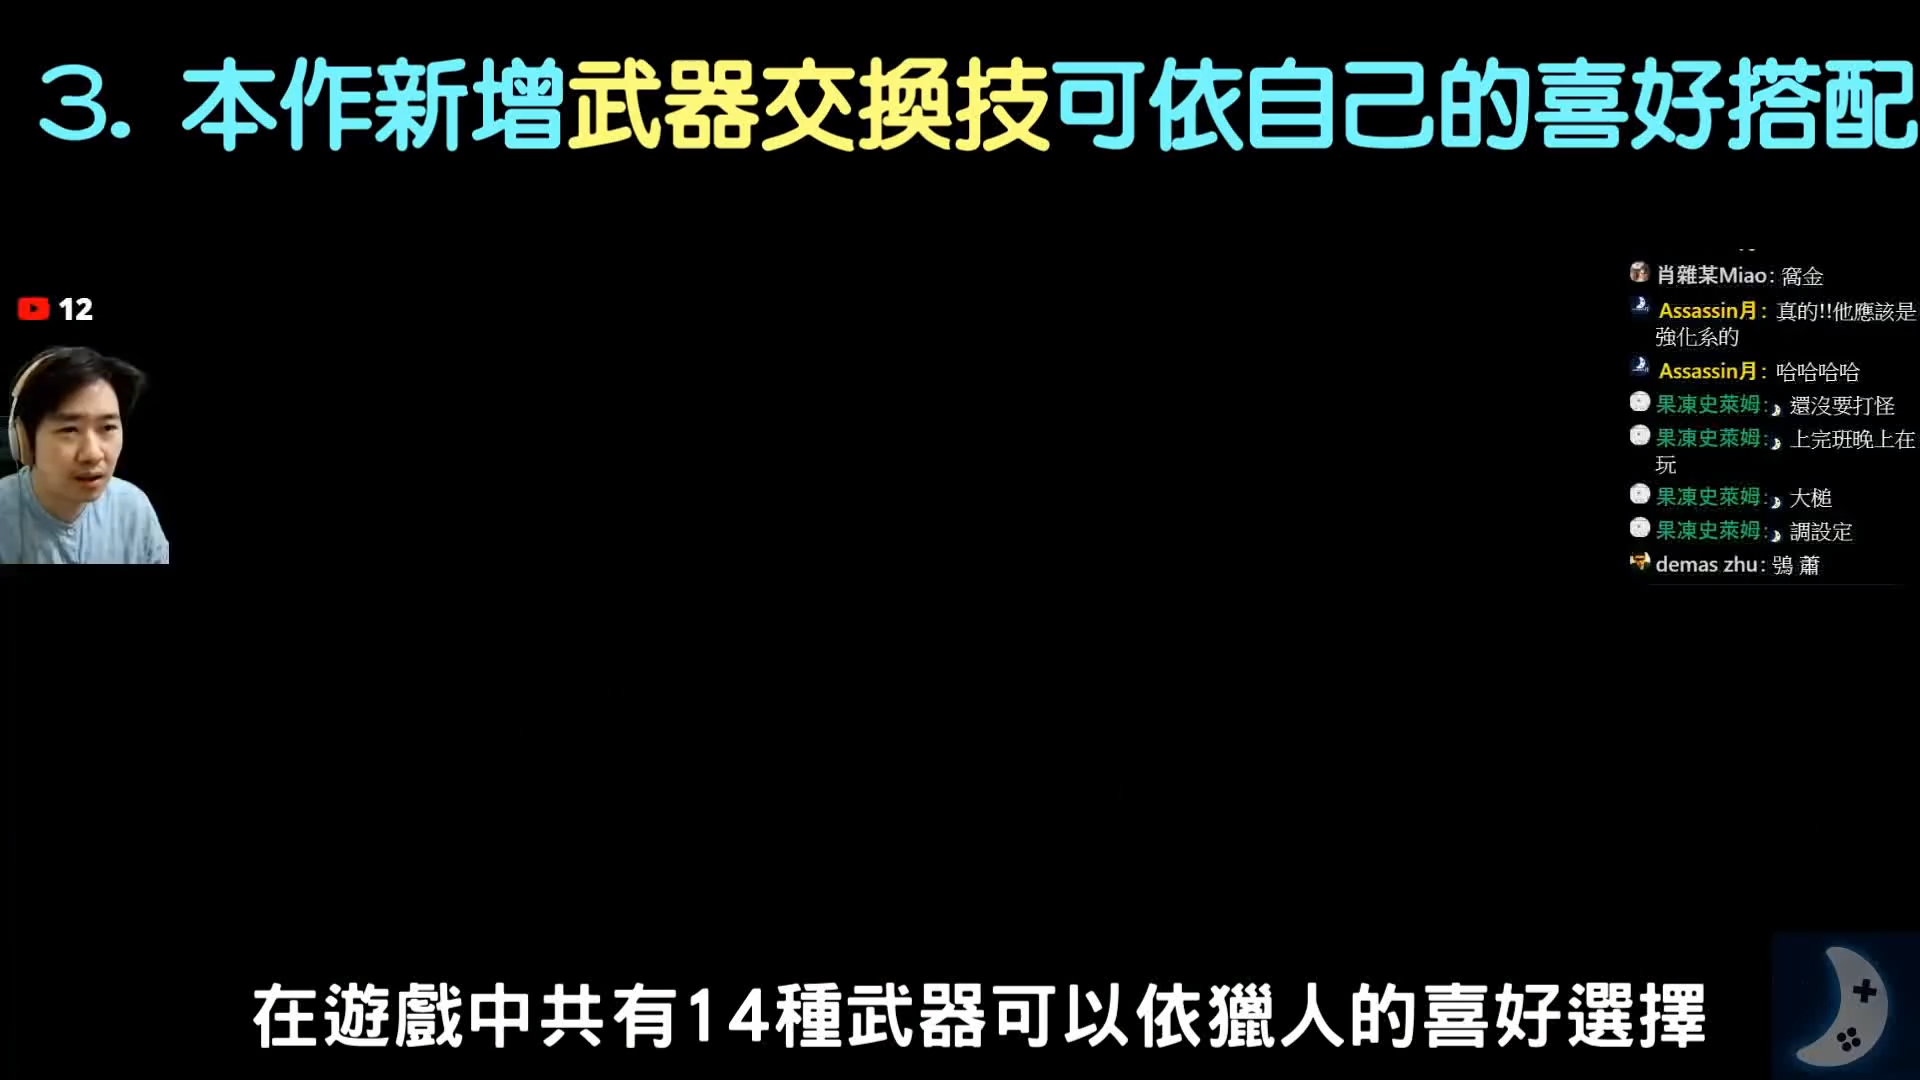 3. 本作新增武器交換技可依自己的喜好搭配
12
肖雜某Miao: 窩金
Assassin月: 真的!!他應該是
強化系的
Assassin月: 哈哈哈哈
果凍史萊姆: 還沒要打怪
果凍史萊姆: 上完班晚上在
玩
果凍史萊姆: 大槌
果凍史萊姆: 調設定
demas zhu: 鴞 蕭
在遊戲中共有14種武器可以依獵人的喜好選擇